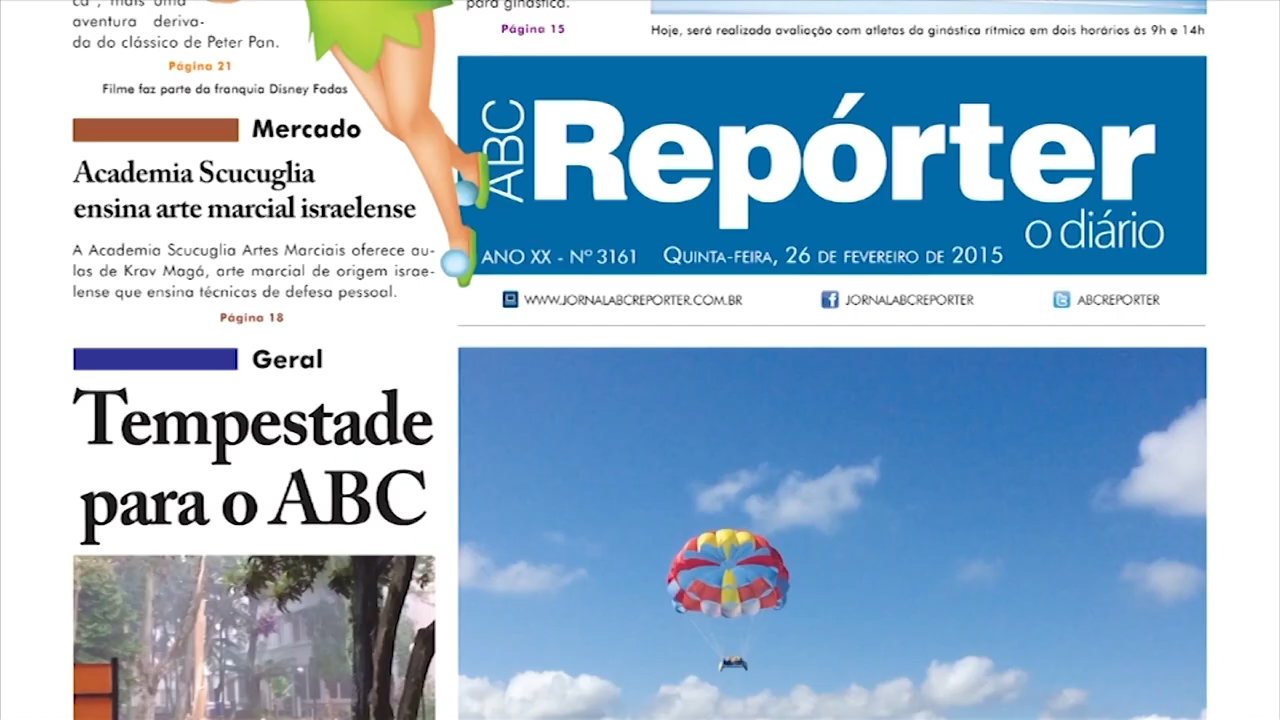 mais uma
aventura deriva-
da do clássico de Peter Pan.
Página 21
Filme faz parte da franquia Disney Fadas
Mercado
Academia Scucuglia
ensina arte marcial israelense
A Academia Scucuglia Artes Marciais oferece au-
las de Krav Magá, arte marcial de origem israe-
lense que ensina técnicas de defesa pessoal.
Página 18
Geral
Tempestade
para o ABC
para ginástica.
Página 15
Hoje, será realizada avaliação com atletas da ginástica rítmica em dois horários às 9h e 14h
ABC
Repórter
o diário
ANO XX - Nº 3161 QUINTA-FEIRA, 26 DE FEVEREIRO DE 2015
WWW.JORNALABCREPORTER.COM.BR JORNALABCREPORTER ABCREPORTER